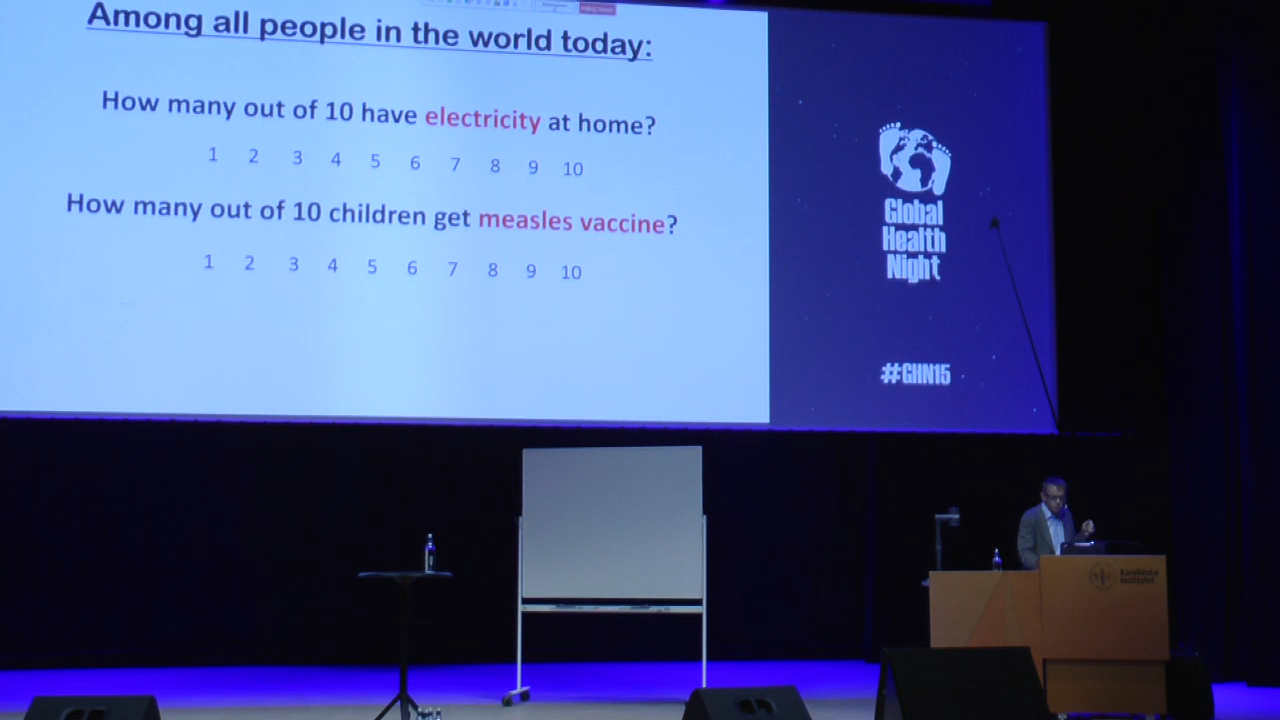 Among all people in the world today:
How many out of 10 have electricity at home?
1 2 3 4 5 6 7 8 9 10
How many out of 10 children get measles vaccine?
1 2 3 4 5 6 7 8 9 10
Global
Health
Night
#GHN15
Karolinska
Institutet